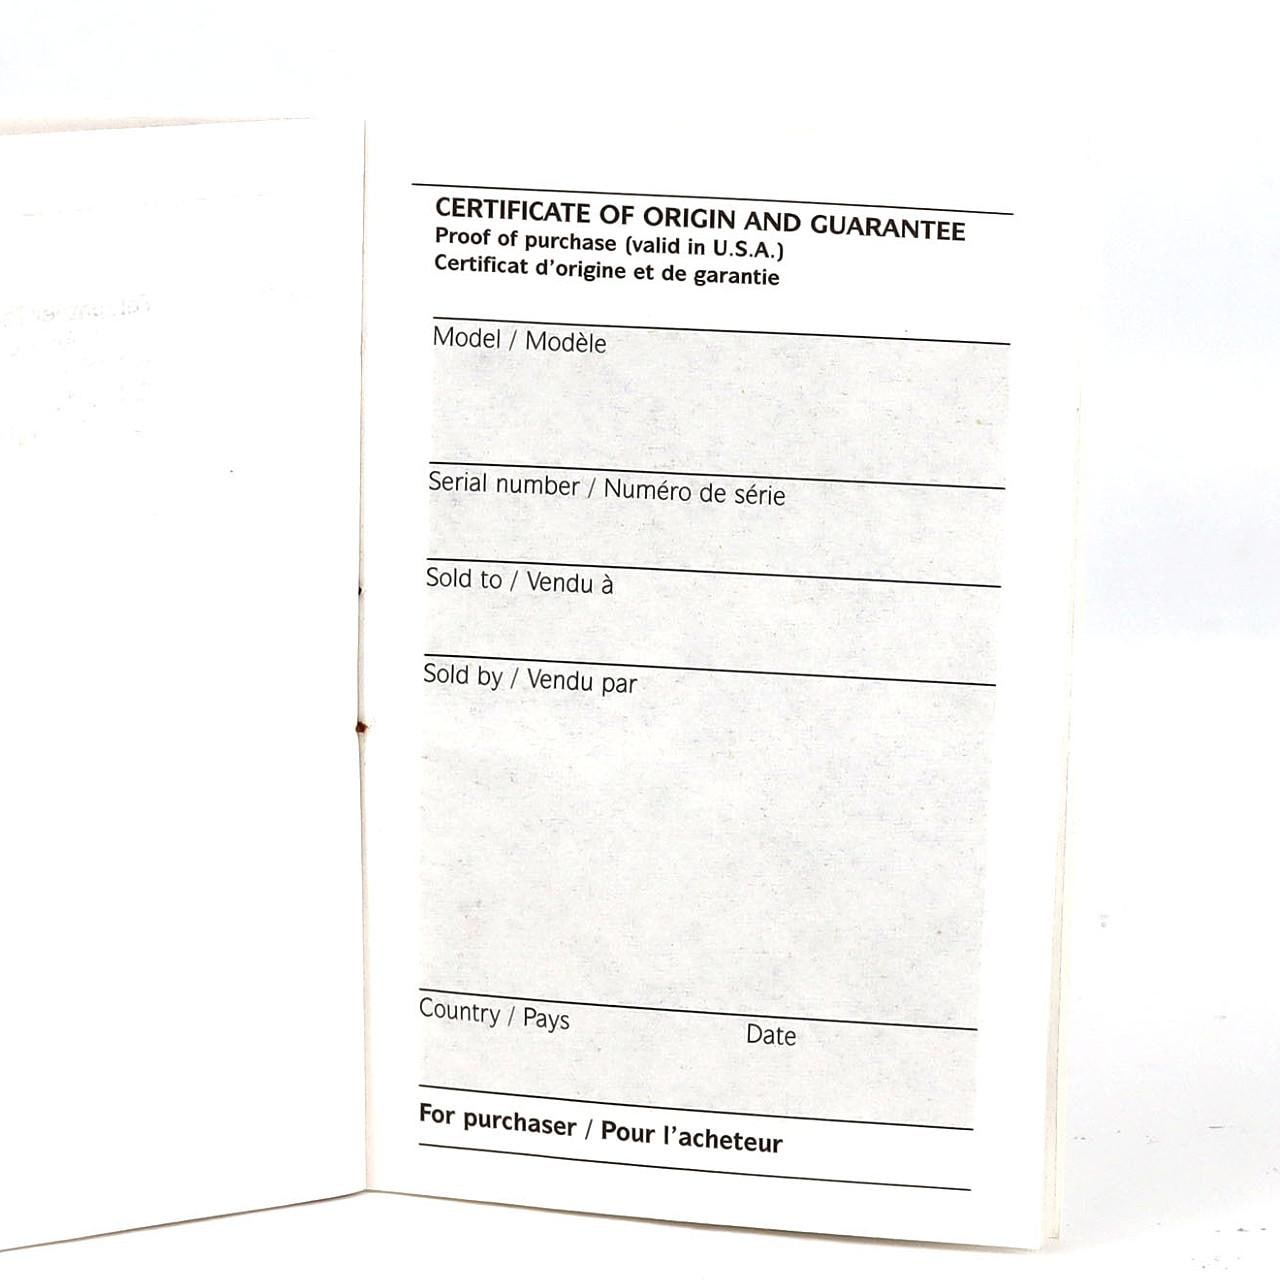 CERTIFICATE OF ORIGIN AND GUARANTEE
Proof of purchase (valid in U.S.A.)
Certificat d’origine et de garantie
Model / Modèle
Serial number / Numéro de série
Sold to / Vendu à
Sold by / Vendu par
Country / Pays Date
For purchaser / Pour l’acheteur